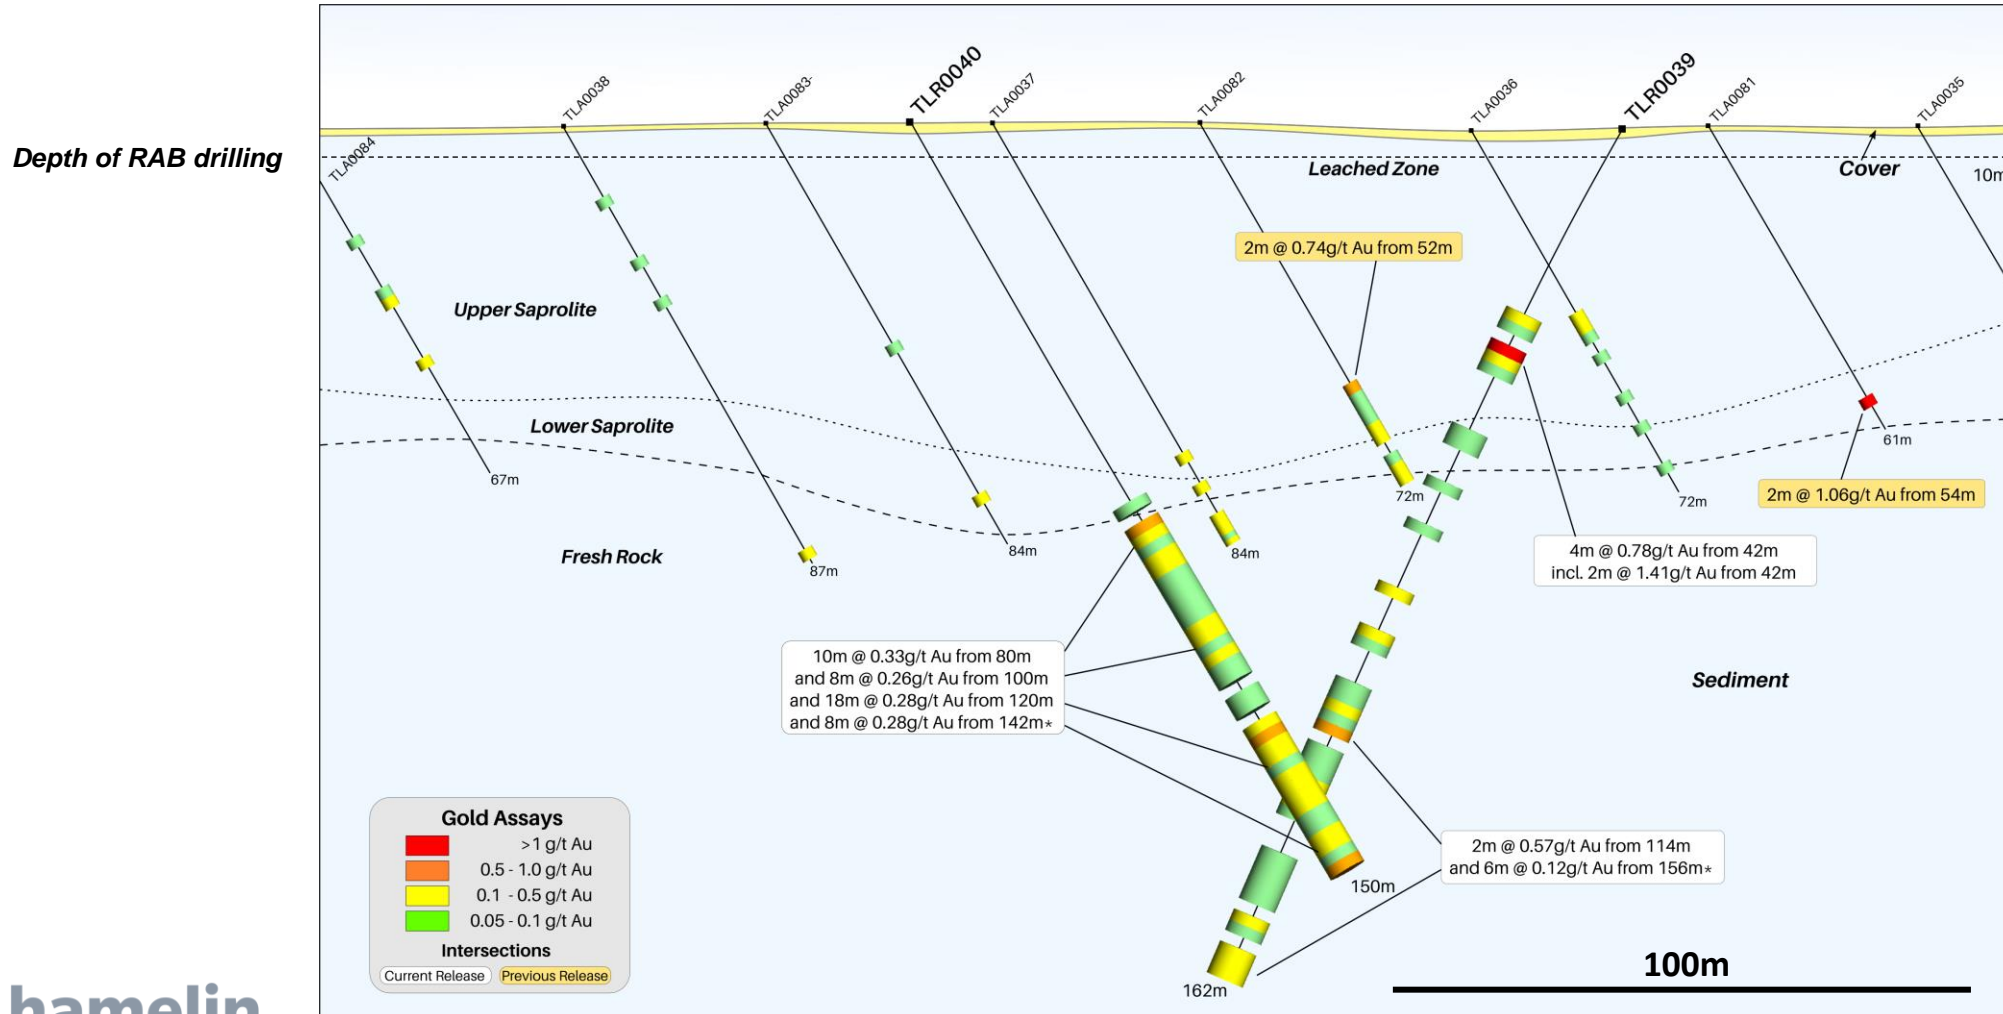 TLA0038
TLA0083-
TLR0040
TLA0037
TLA0082
TLA0036
TLR0039
TLA0081
TLA0035
Depth of RAB drilling
TLA0084
Leached Zone
Cover
10m
2m @ 0.74g/t Au from 52m
Upper Saprolite
Lower Saprolite
61m
67m
72m
72m
2m @ 1.06g/t Au from 54m
Fresh Rock
87m
84m
84m
4m @ 0.78g/t Au from 42m
incl. 2m @ 1.41g/t Au from 42m
10m @ 0.33g/t Au from 80m
and 8m @ 0.26g/t Au from 100m
and 18m @ 0.28g/t Au from 120m
and 8m @ 0.28g/t Au from 142m*
Sediment
Gold Assays
>1 g/t Au
0.5 - 1.0 g/t Au
0.1 - 0.5 g/t Au
0.05 - 0.1 g/t Au
Intersections
Current Release
Previous Release
2m @ 0.57g/t Au from 114m
and 6m @ 0.12g/t Au from 156m*
150m
162m
100m
hamelin